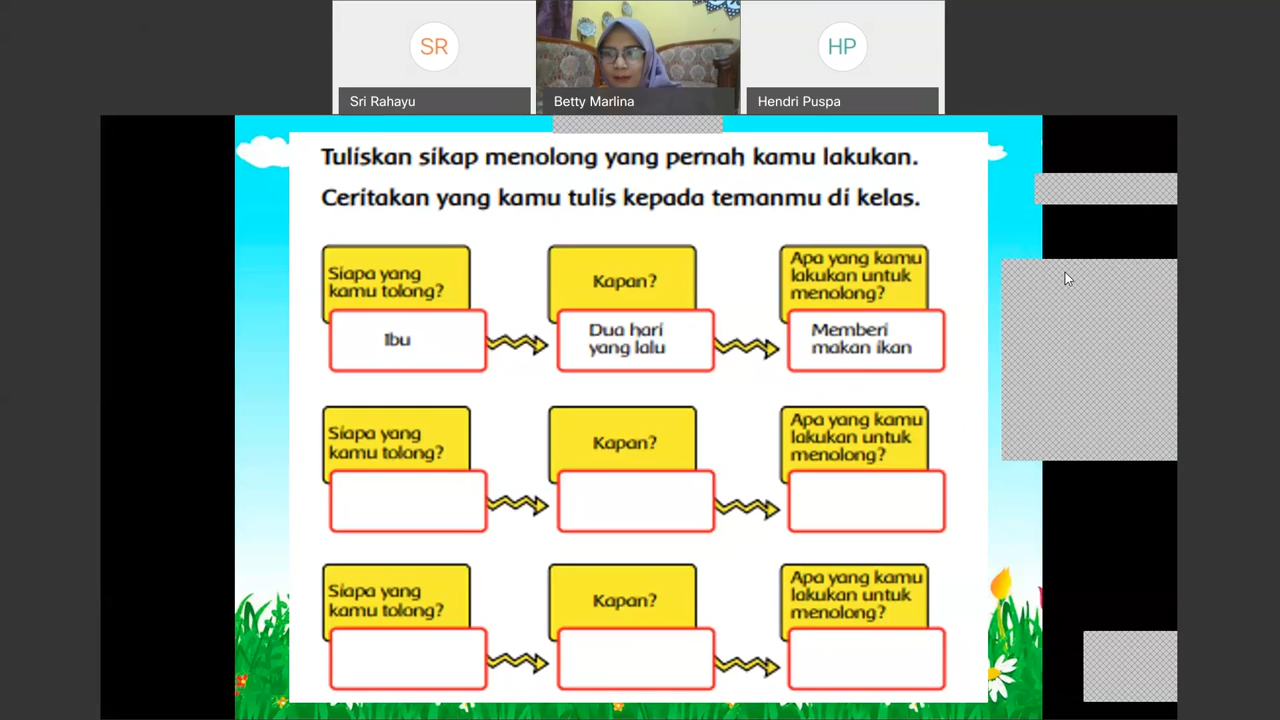 SR
HP
Sri Rahayu
Betty Marlina
Hendri Puspa
Tuliskan sikap menolong yang pernah kamu lakukan.
Ceritakan yang kamu tulis kepada temanmu di kelas.
Siapa yang
kamu tolong?
Kapan?
Apa yang kamu
lakukan untuk
menolong?
Ibu
Dua hari
yang lalu
Memberi
makan ikan
Siapa yang
kamu tolong?
Kapan?
Apa yang kamu
lakukan untuk
menolong?
Siapa yang
kamu tolong?
Kapan?
Apa yang kamu
lakukan untuk
menolong?